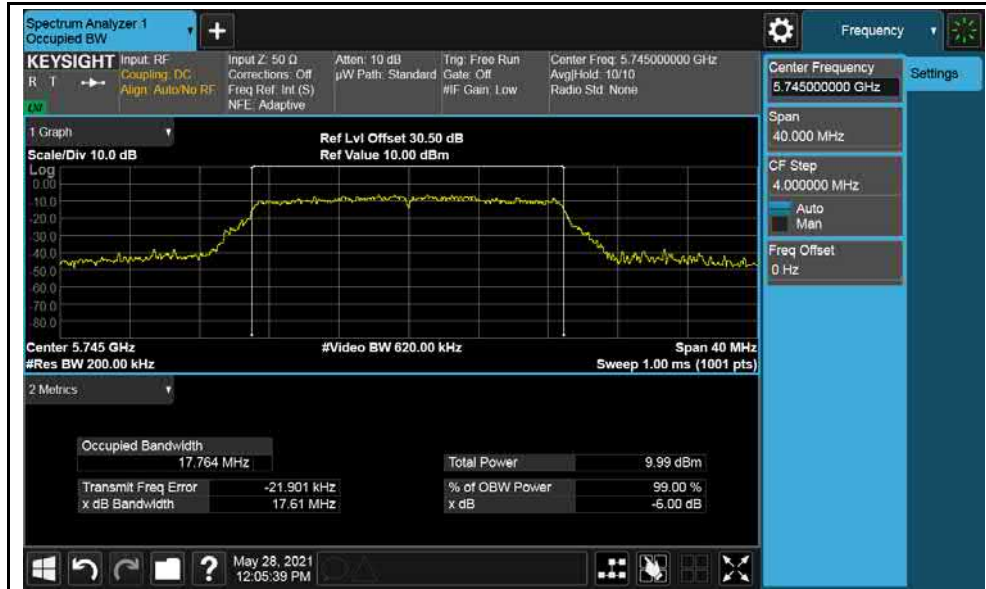 Spectrum Analyzer 1
Occupied BW
+
Frequency
KEYSIGHT
R T
LXI
Input: RF
Coupling: DC
Align: Auto/No RF
Input Z: 50 Ω
Corrections: Off
Freq Ref: Int (S)
NFE: Adaptive
Atten: 10 dB
µW Path: Standard
Trig: Free Run
Gate: Off
#IF Gain: Low
Center Freq: 5.745000000 GHz
Avg|Hold: 10/10
Radio Std: None
Center Frequency
5.745000000 GHz
Settings
Span
40.000 MHz
CF Step
4.000000 MHz
Auto
Man
Freq Offset
0 Hz
1 Graph
Scale/Div 10.0 dB
Ref Lvl Offset 30.50 dB
Ref Value 10.00 dBm
Log
0.00
-10.0
-20.0
-30.0
-40.0
-50.0
-60.0
-70.0
-80.0
Center 5.745 GHz
#Video BW 620.00 kHz
Span 40 MHz
#Res BW 200.00 kHz
Sweep 1.00 ms (1001 pts)
2 Metrics
Occupied Bandwidth
17.764 MHz
Total Power 9.99 dBm
Transmit Freq Error -21.901 kHz
% of OBW Power 99.00 %
x dB Bandwidth 17.61 MHz
x dB -6.00 dB
?
May 28, 2021
12:05:39 PM